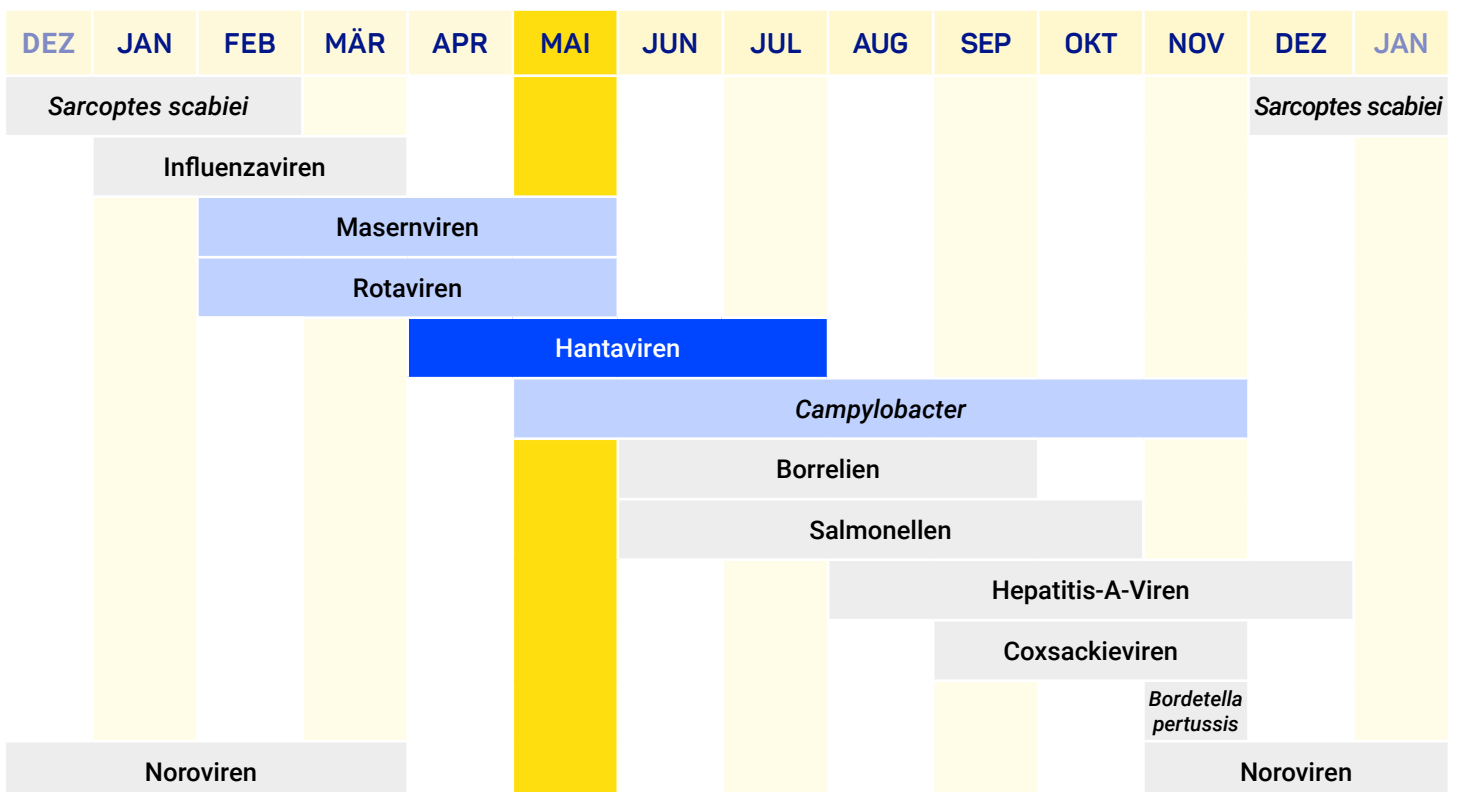 DEZ JAN FEB MÄR APR MAI JUN JUL AUG SEP OKT NOV DEZ JAN
Sarcoptes scabiei Sarcoptes scabiei
Influenzaviren
Masernviren
Rotaviren
Hantaviren
Campylobacter
Borrelien
Salmonellen
Hepatitis-A-Viren
Coxsackieviren
Bordetella
pertussis
Noroviren Noroviren